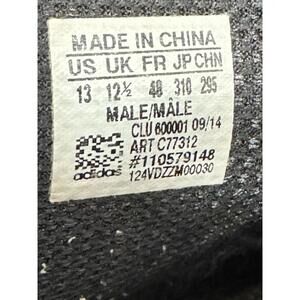 MADE IN CHINA
US UK FR JP CHN
13 12½ 48 310 295
MALE/MÂLE
CLU 600001 09/14
ART C77312
#110579148
124VDZZM00030
adidas